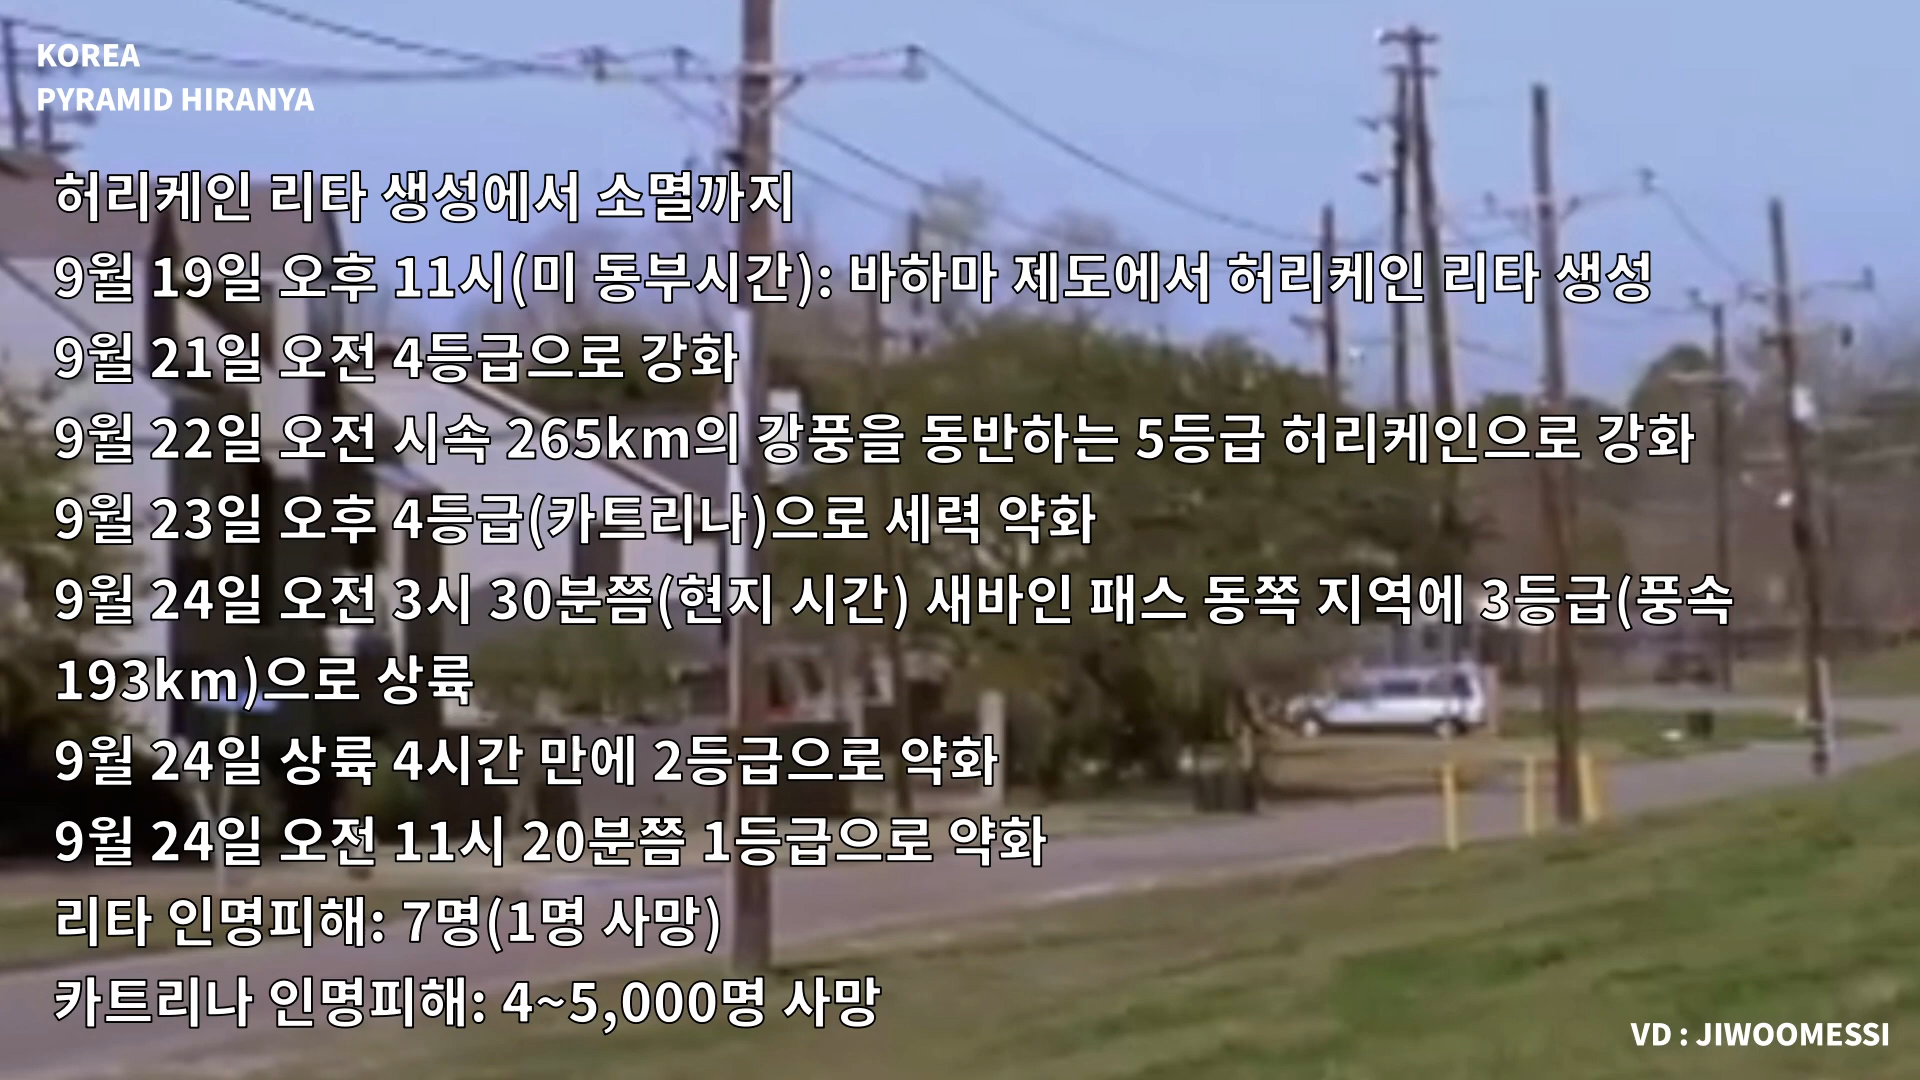 KOREA
PYRAMID HIRANYA
허리케인 리타 생성에서 소멸까지
9월 19일 오후 11시(미 동부시간): 바하마 제도에서 허리케인 리타 생성
9월 21일 오전 4등급으로 강화
9월 22일 오전 시속 265km의 강풍을 동반하는 5등급 허리케인으로 강화
9월 23일 오후 4등급(카트리나)으로 세력 약화
9월 24일 오전 3시 30분쯤(현지 시간) 새바인 패스 동쪽 지역에 3등급(풍속
193km)으로 상륙
9월 24일 상륙 4시간 만에 2등급으로 약화
9월 24일 오전 11시 20분쯤 1등급으로 약화
리타 인명피해: 7명(1명 사망)
카트리나 인명피해: 4~5,000명 사망
VD : JIWOOMESSI